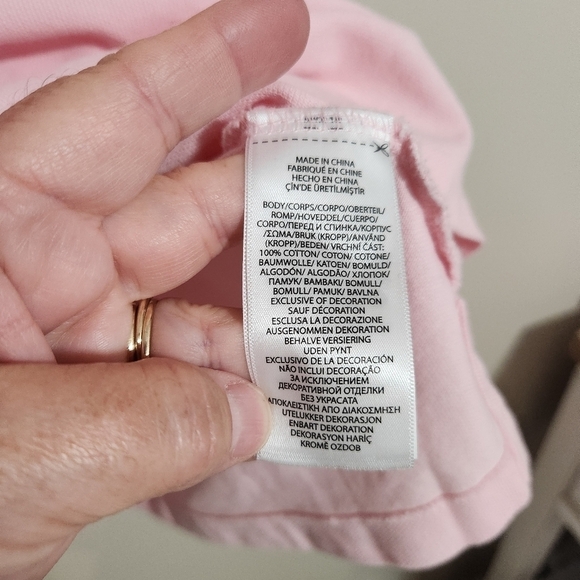 MADE IN CHINA
FABRIQUÉ EN CHINE
HECHO EN CHINA
ÇİN'DE ÜRETİLMİŞTİR
BODY/CORPS/CORPO/OBERTEIL/
ROMP/HOVEDDEL/CUERPO/
CORPO/ПЕРЕД И СПИНКА/КОРПУС
/ΣΩΜΑ/BRUK (KROPP)/ANVÄND
(KROPP)/BEDEN/ VRCHNÍ ČÁST:
100% COTTON/ COTON/ COTONE/
BAUMWOLLE/ KATOEN/ BOMULD/
ALGODÓN/ ALGODÃO/ ХЛОПОК/
ПАМУК/ BAMBAKI/ BOMULL/
BOMULL/ PAMUK/ BAVLNA
EXCLUSIVE OF DECORATION
SAUF DÉCORATION
ESCLUSA LA DECORAZIONE
AUSGENOMMEN DEKORATION
BEHALVE VERSIERING
UDEN PYNT
EXCLUSIVO DE LA DECORACIÓN
NÃO INCLUI DECORAÇÃO
ЗА ИСКЛЮЧЕНИЕМ
ДЕКОРАТИВНОЙ ОТДЕЛКИ
БЕЗ УКРАСАТА
ΑΠΟΚΛΕΙΣΤΙΚΗ ΑΠΟ ΔΙΑΚΟΣΜΗΣΗ
UTELUKKER DEKORASJON
ENBART DEKORATION
DEKORASYON HARİÇ
KROMĚ OZDOB